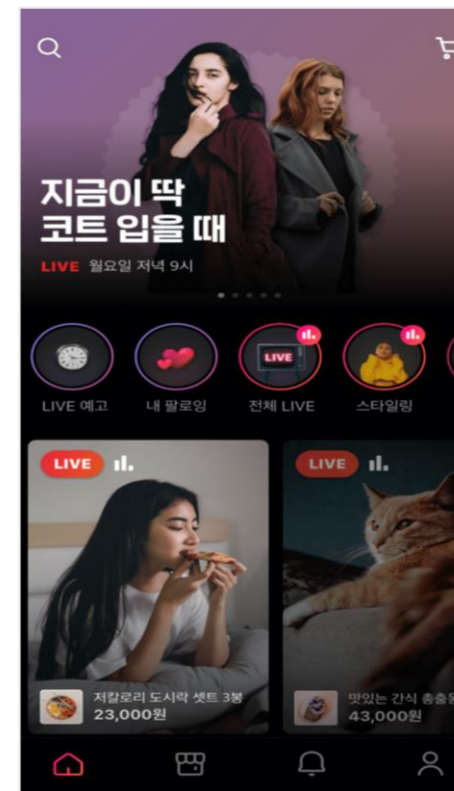 지금이 딱
코트 입을 때
LIVE 월요일 저녁 9시
LIVE
LIVE 예고
내 팔로잉
전체 LIVE
스타일링
LIVE
LIVE
저칼로리 도시락 셋트 3봉
23,000원
맛있는 간식 총출동
43,000원